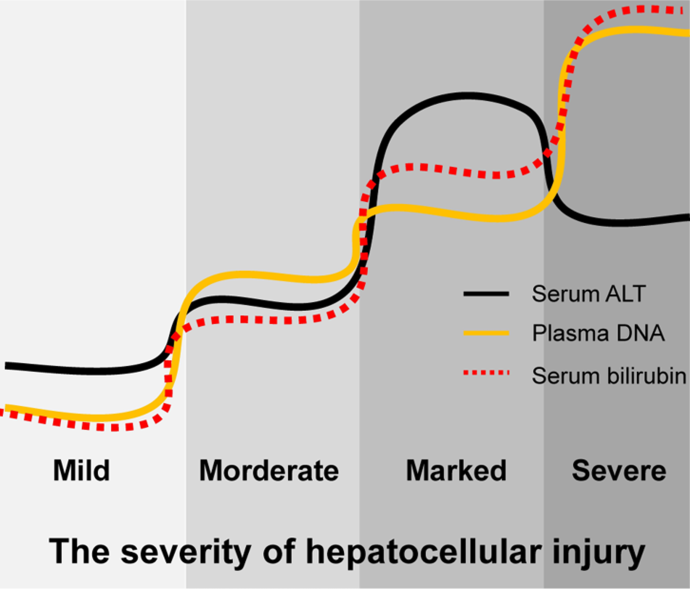 Serum ALT
Plasma DNA
Serum bilirubin
Mild Morderate Marked Severe
The severity of hepatocellular injury